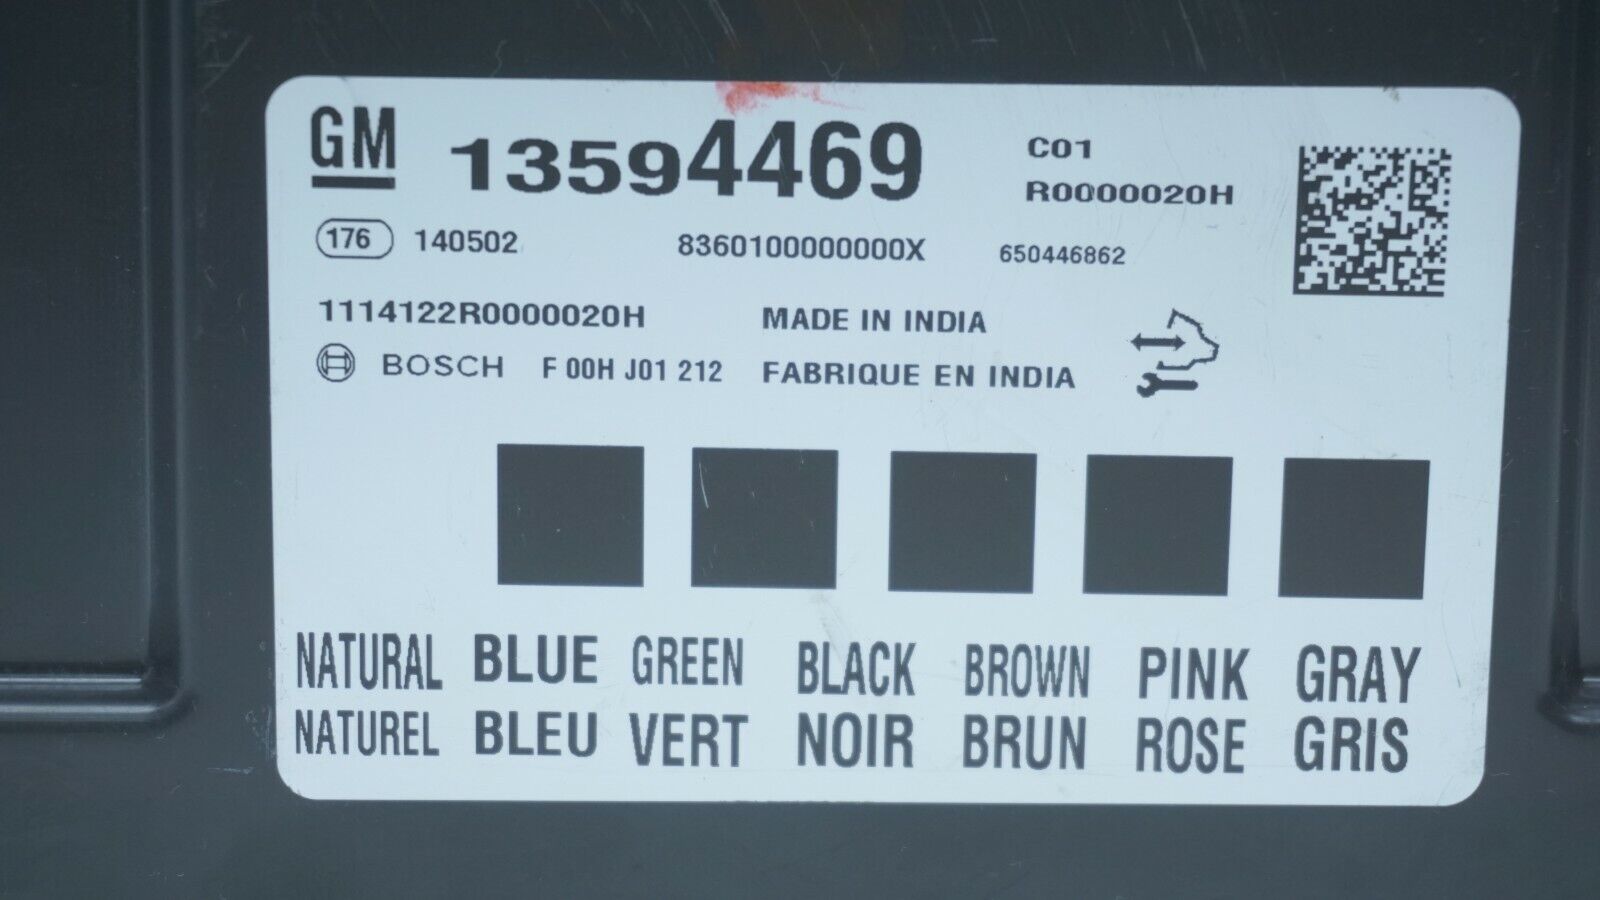 GM 13594469 C01
R0000020H
176 140502 8360100000000X 650446862
1114122R0000020H MADE IN INDIA
BOSCH F 00H J01 212 FABRIQUE EN INDIA
NATURAL BLUE GREEN BLACK BROWN PINK GRAY
NATUREL BLEU VERT NOIR BRUN ROSE GRIS